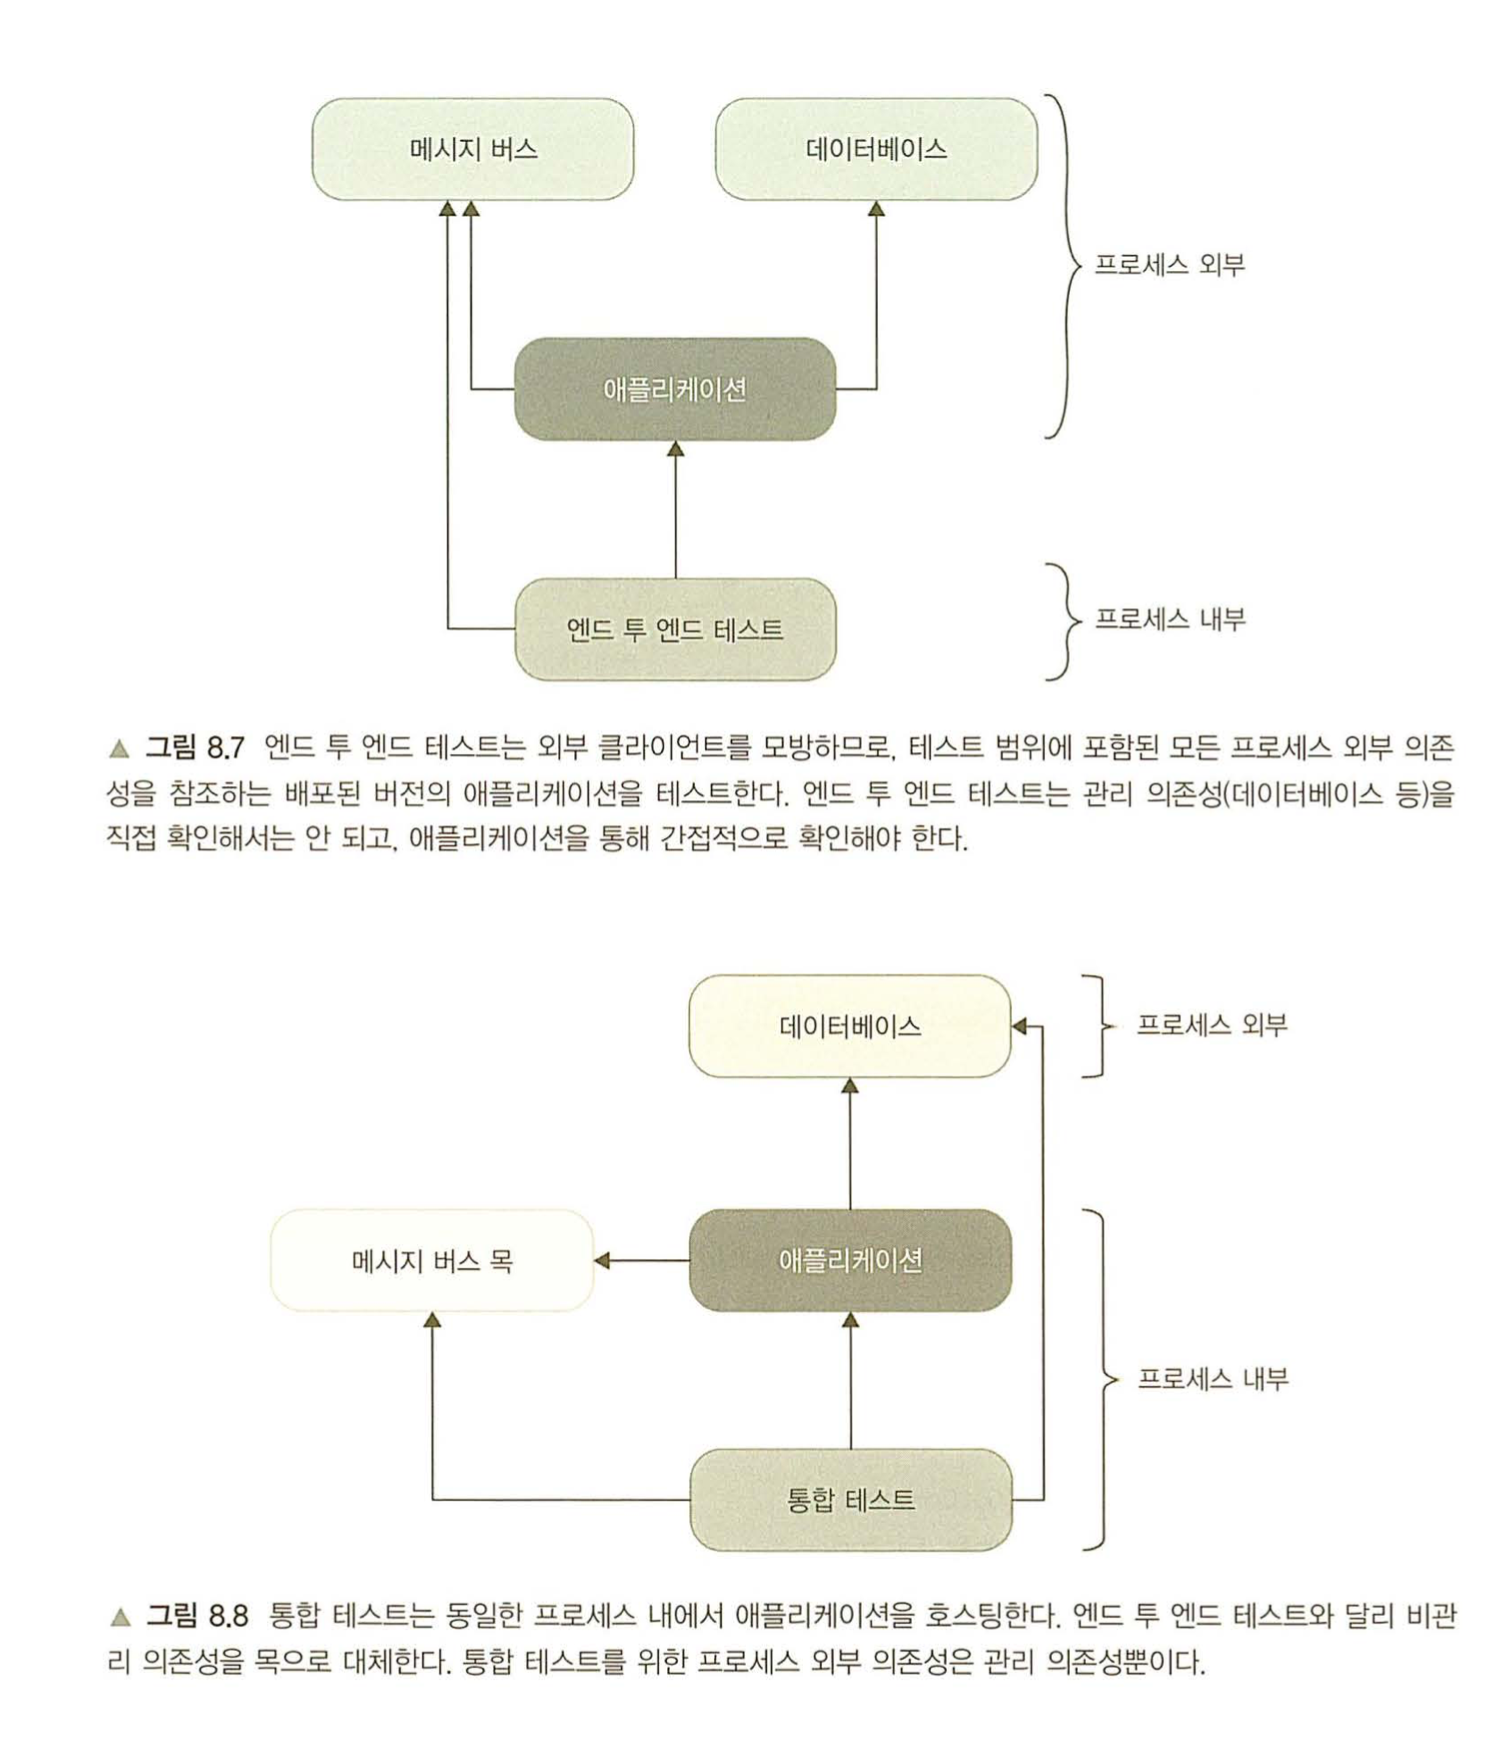 메시지 버스
데이터베이스
프로세스 외부
애플리케이션
엔드 투 엔드 테스트
프로세스 내부
▲ 그림 8.7 엔드 투 엔드 테스트는 외부 클라이언트를 모방하므로, 테스트 범위에 포함된 모든 프로세스 외부 의존
성을 참조하는 배포된 버전의 애플리케이션을 테스트한다. 엔드 투 엔드 테스트는 관리 의존성(데이터베이스 등)을
직접 확인해서는 안 되고, 애플리케이션을 통해 간접적으로 확인해야 한다.
데이터베이스
프로세스 외부
메시지 버스 목
애플리케이션
프로세스 내부
통합 테스트
▲ 그림 8.8 통합 테스트는 동일한 프로세스 내에서 애플리케이션을 호스팅한다. 엔드 투 엔드 테스트와 달리 비관
리 의존성을 목으로 대체한다. 통합 테스트를 위한 프로세스 외부 의존성은 관리 의존성뿐이다.